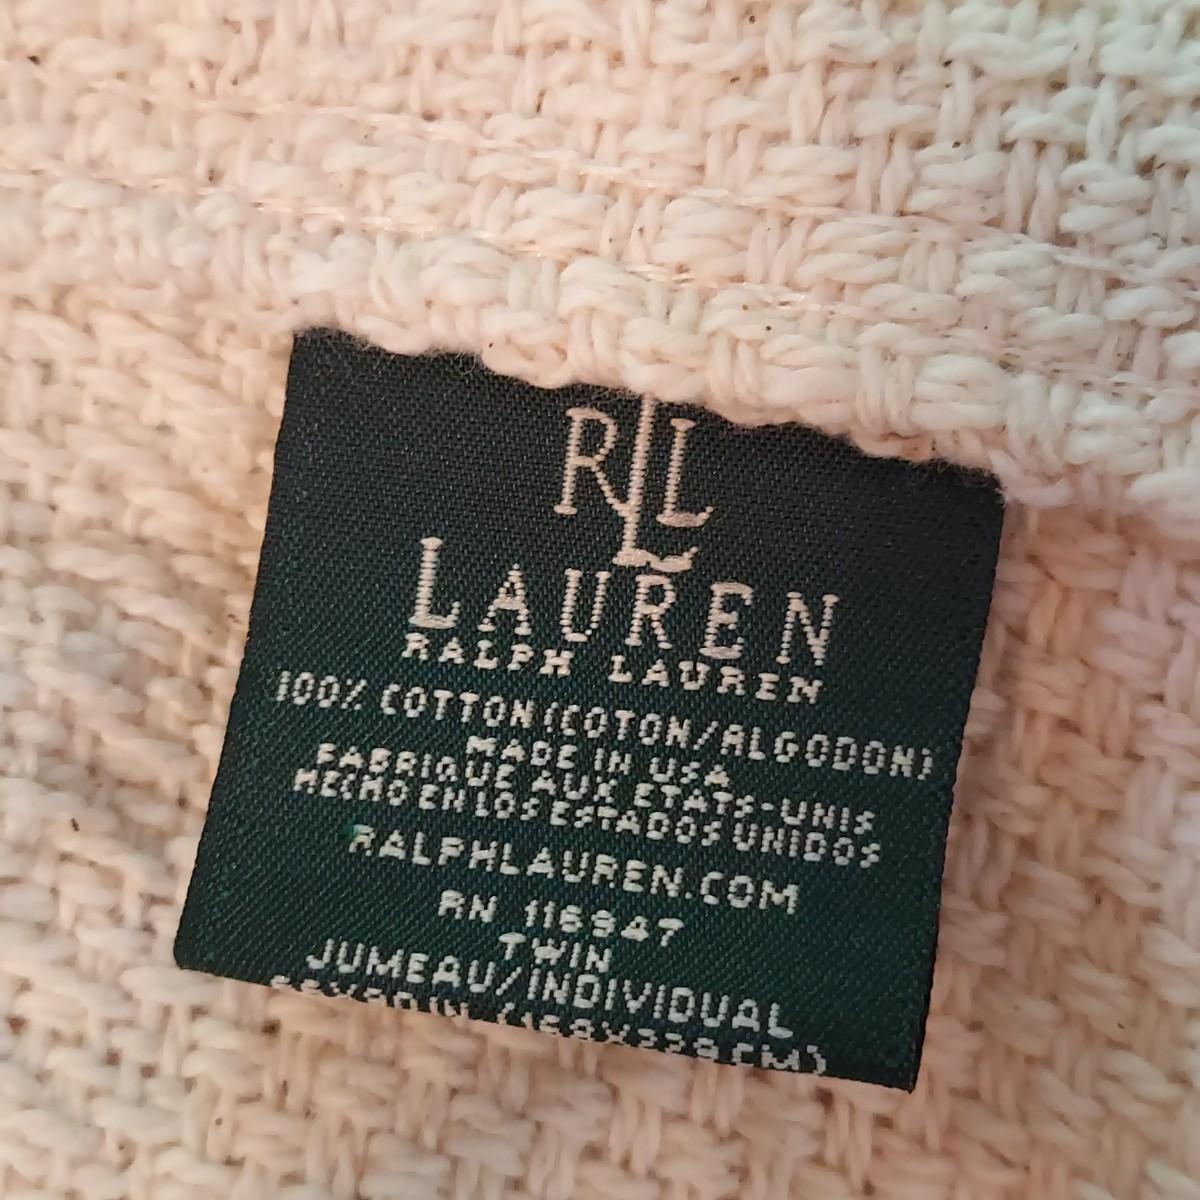 RLL
LAUREN
RALPH LAUREN
100% COTTON (COTON/ALGODON)
MADE IN USA
FABRIQUE AUX ETATS-UNIS
HECHO EN LOS ESTADOS UNIDOS
RALPHLAUREN.COM
RN 116947
TWIN
JUMEAU/INDIVIDUAL